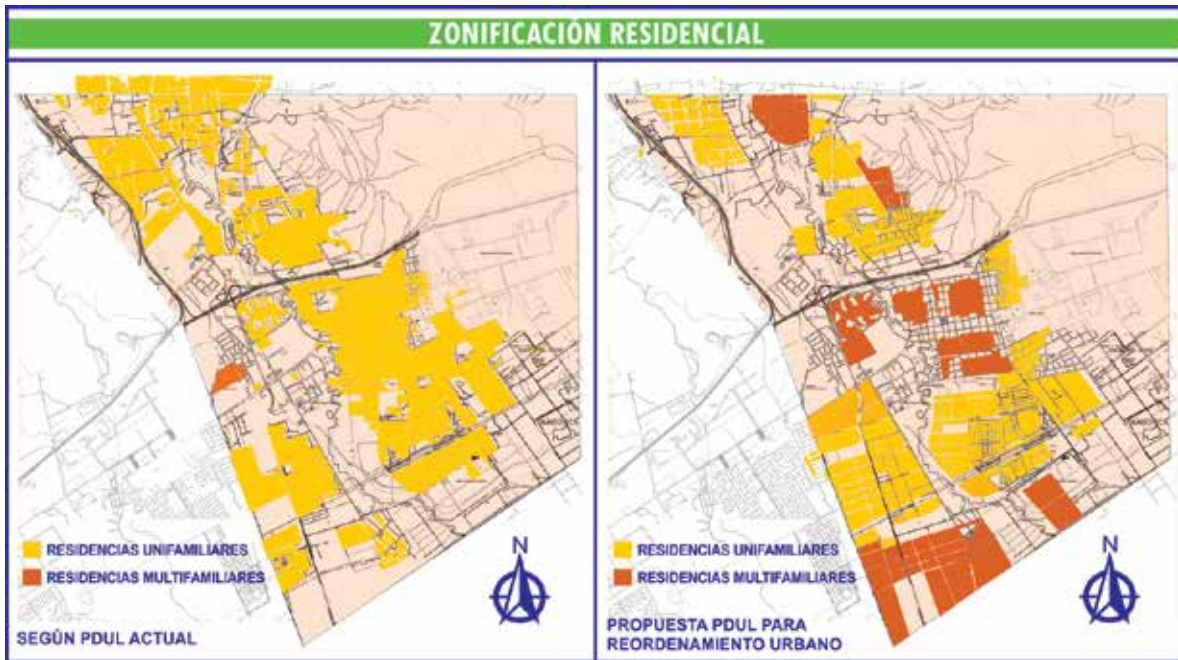 ZONIFICACIÓN RESIDENCIAL
RESIDENCIAS UNIFAMILIARES
RESIDENCIAS MULTIFAMILIARES
N
SEGÚN PDUL ACTUAL
RESIDENCIAS UNIFAMILIARES
RESIDENCIAS MULTIFAMILIARES
N
PROPUESTA PDUL PARA
REORDENAMIENTO URBANO